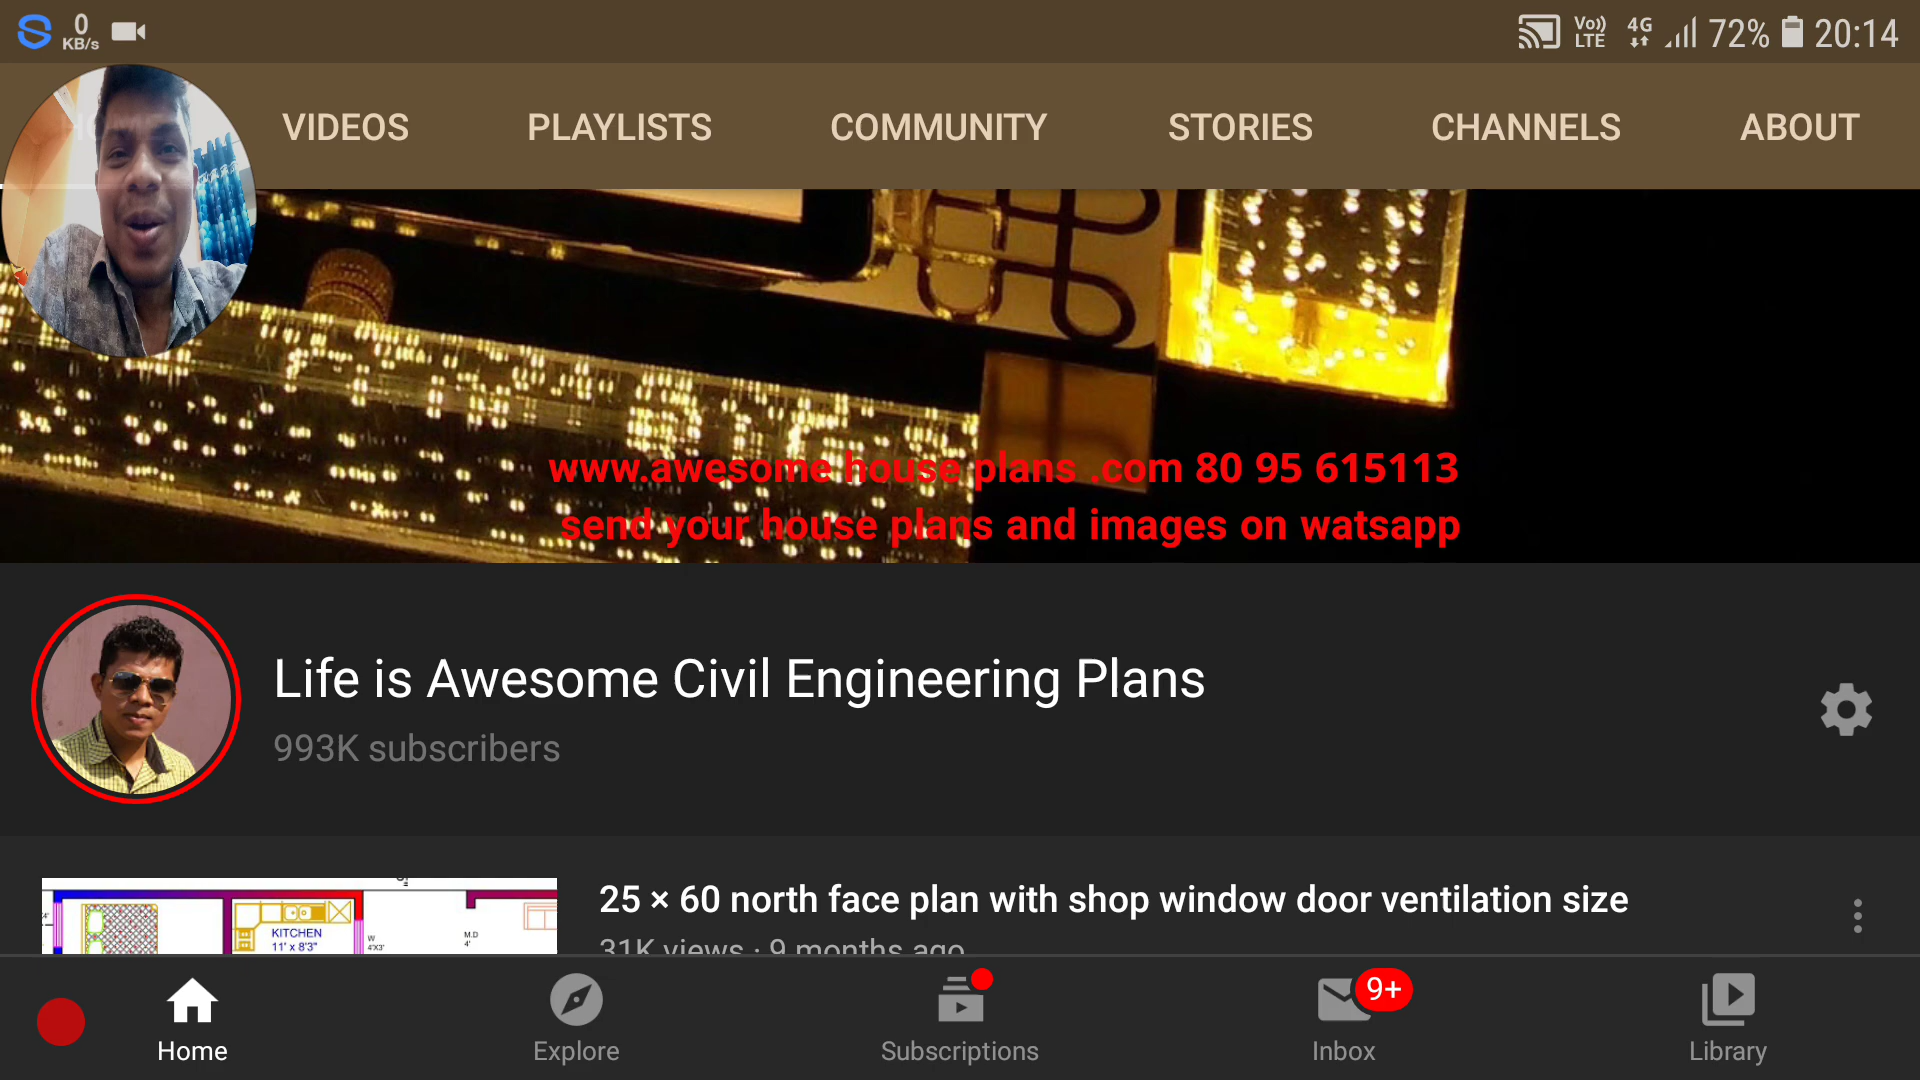 0
KB/s
Vo))
LTE
4G
72%
20:14
VIDEOS
PLAYLISTS
COMMUNITY
STORIES
CHANNELS
ABOUT
www.awesome house plans .com 80 95 615113
send your house plans and images on watsapp
Life is Awesome Civil Engineering Plans
993K subscribers
25 × 60 north face plan with shop window door ventilation size
31K views · 9 months ago
KITCHEN
11' x 8'3"
W
4'X3'
M.D
4'
9+
Home
Explore
Subscriptions
Inbox
Library